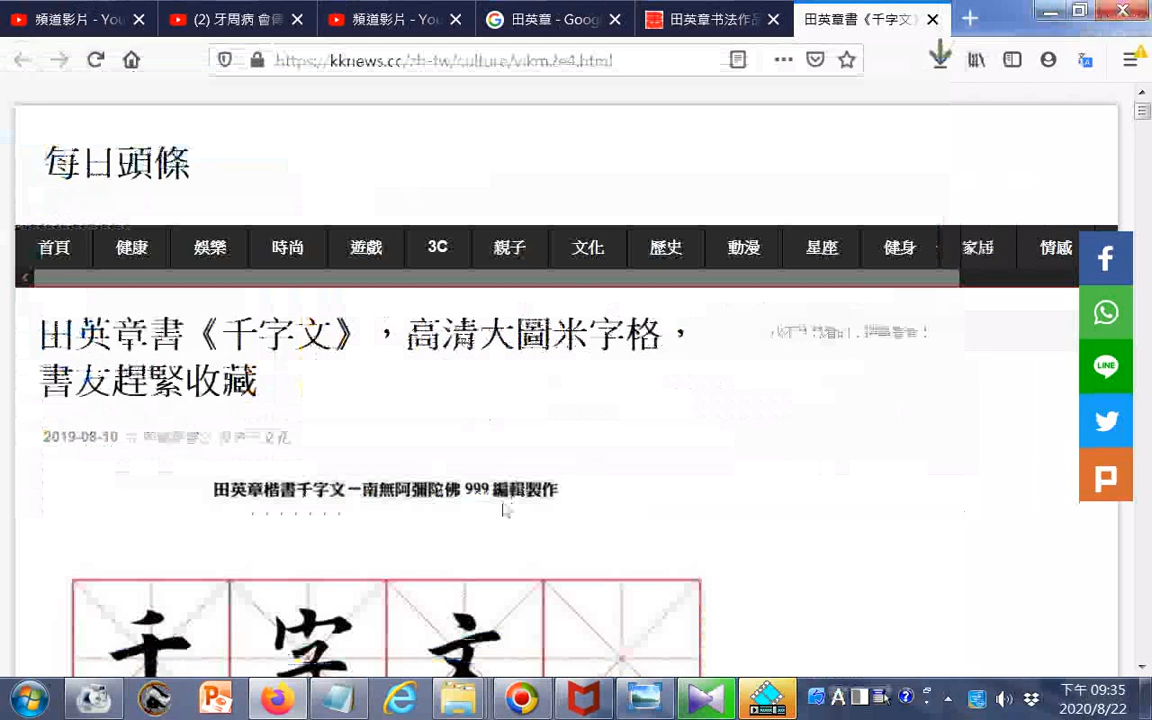 頻道影片 - You
(2) 牙周病 會傳
頻道影片 - You
田英章 - Goog
田英章书法作品
田英章書《千字文》
每日頭條
首頁 健康 娛樂 時尚 遊戲 3C 親子 文化 歷史 動漫 星座 健身 家居 情感
田英章書《千字文》，高清大圖米字格，
書友趕緊收藏
2019-08-10
田英章楷書千字文－南無阿彌陀佛 999 編輯製作
千字文
下午 09:35
2020/8/22